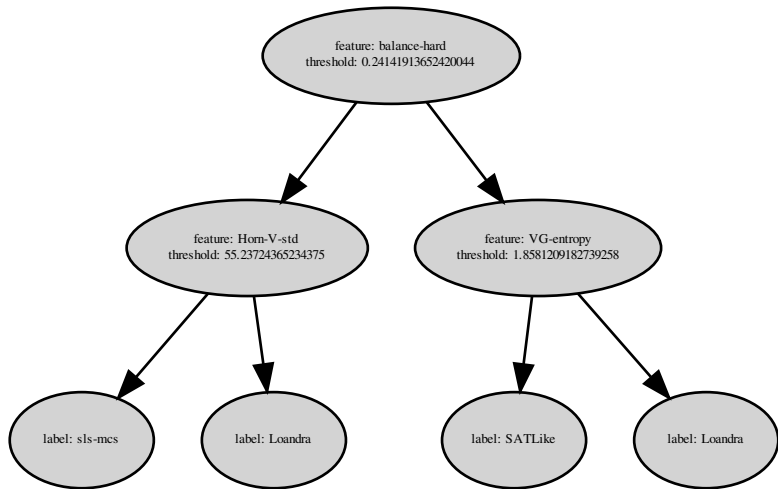 feature: balance-hard
threshold: 0.24141913652420044
feature: Horn-V-std
threshold: 55.23724365234375
feature: VG-entropy
threshold: 1.8581209182739258
label: sls-mcs
label: Loandra
label: SATLike
label: Loandra